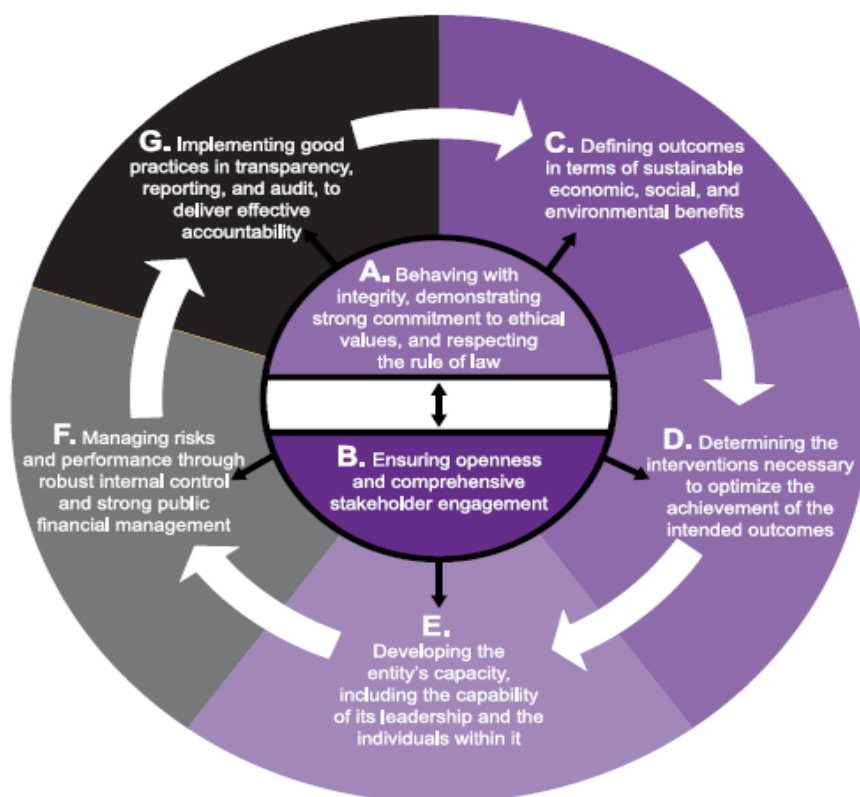 A. Behaving with
integrity, demonstrating
strong commitment to ethical
values, and respecting
the rule of law
B. Ensuring openness
and comprehensive
stakeholder engagement
C. Defining outcomes
in terms of sustainable
economic, social, and
environmental benefits
D. Determining the
interventions necessary
to optimize the
achievement of the
intended outcomes
E.
Developing the
entity's capacity,
including the capability
of its leadership and the
individuals within it
F. Managing risks
and performance through
robust internal control
and strong public
financial management
G. Implementing good
practices in transparency,
reporting, and audit, to
deliver effective
accountability